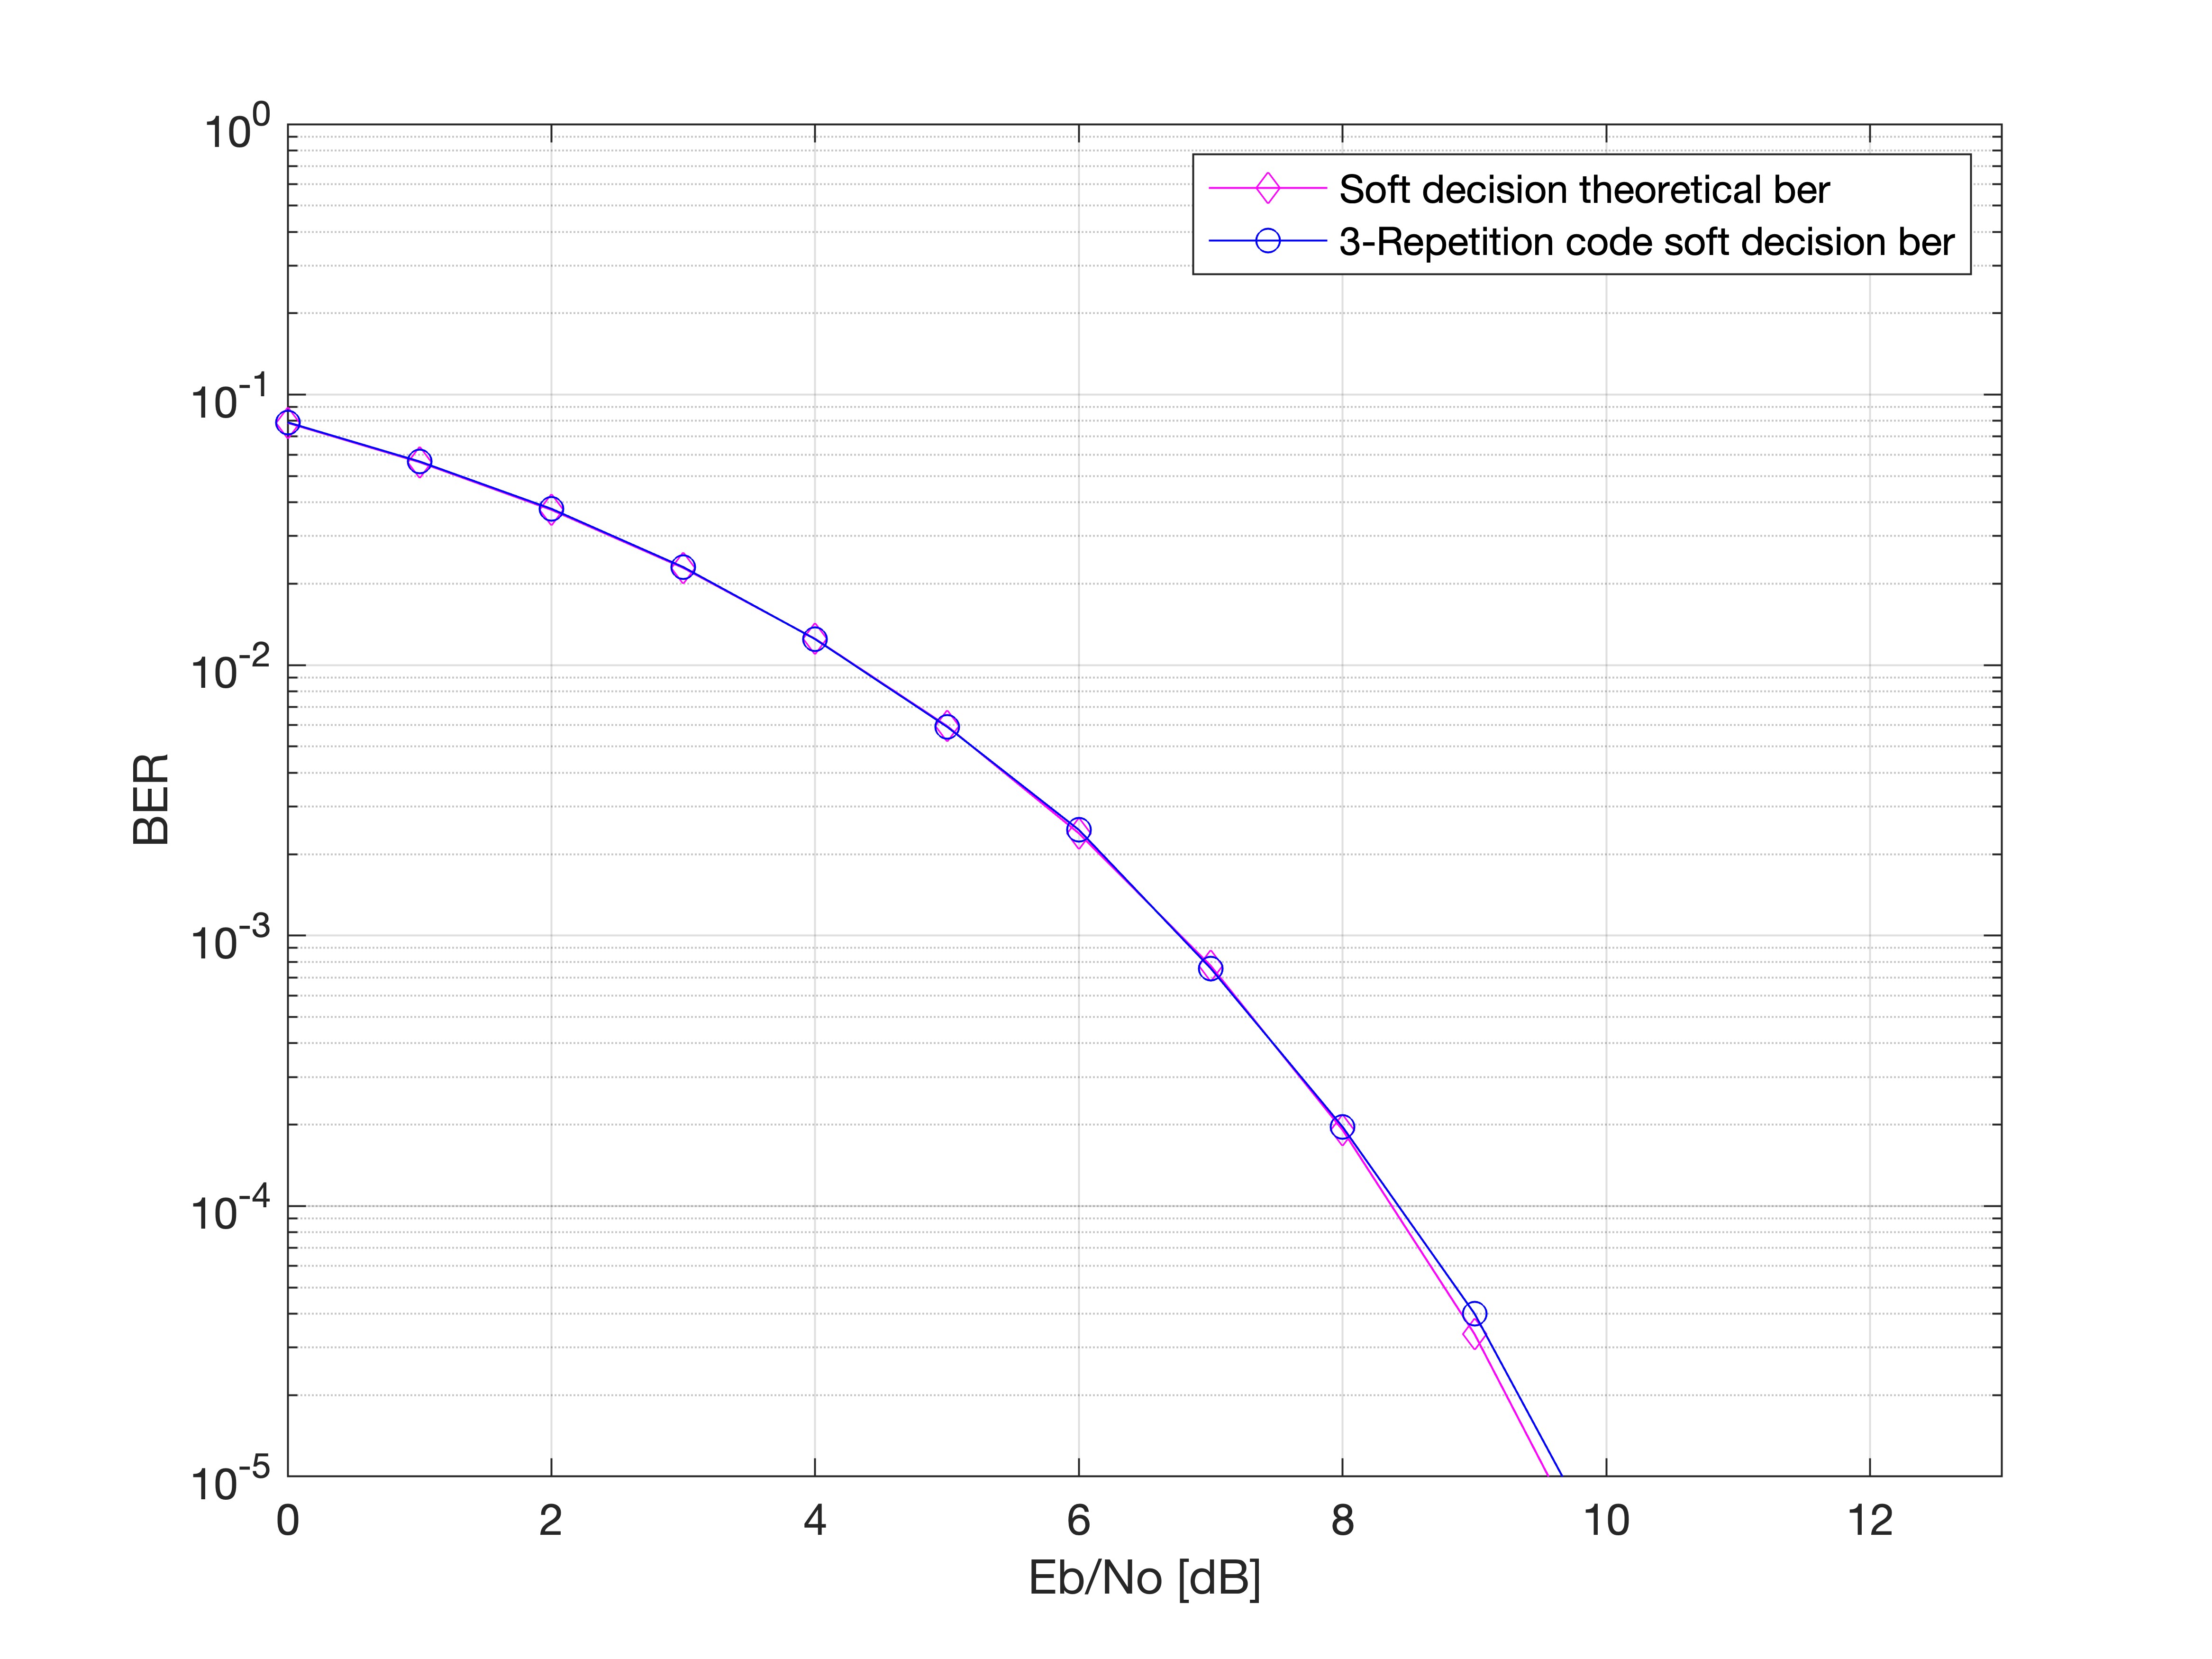 Soft decision theoretical ber
3-Repetition code soft decision ber
10^0
10^-1
10^-2
10^-3
10^-4
10^-5
BER
0 2 4 6 8 10 12
Eb/No [dB]